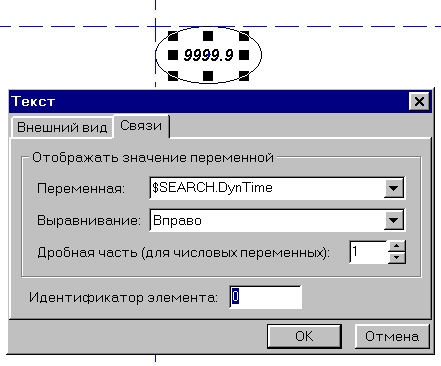 9999.9
Текст
Внешний вид Связи
Отображать значение переменной
Переменная: $SEARCH.DynTime
Выравнивание: Вправо
Дробная часть (для числовых переменных): 1
Идентификатор элемента: 0
OK Отмена